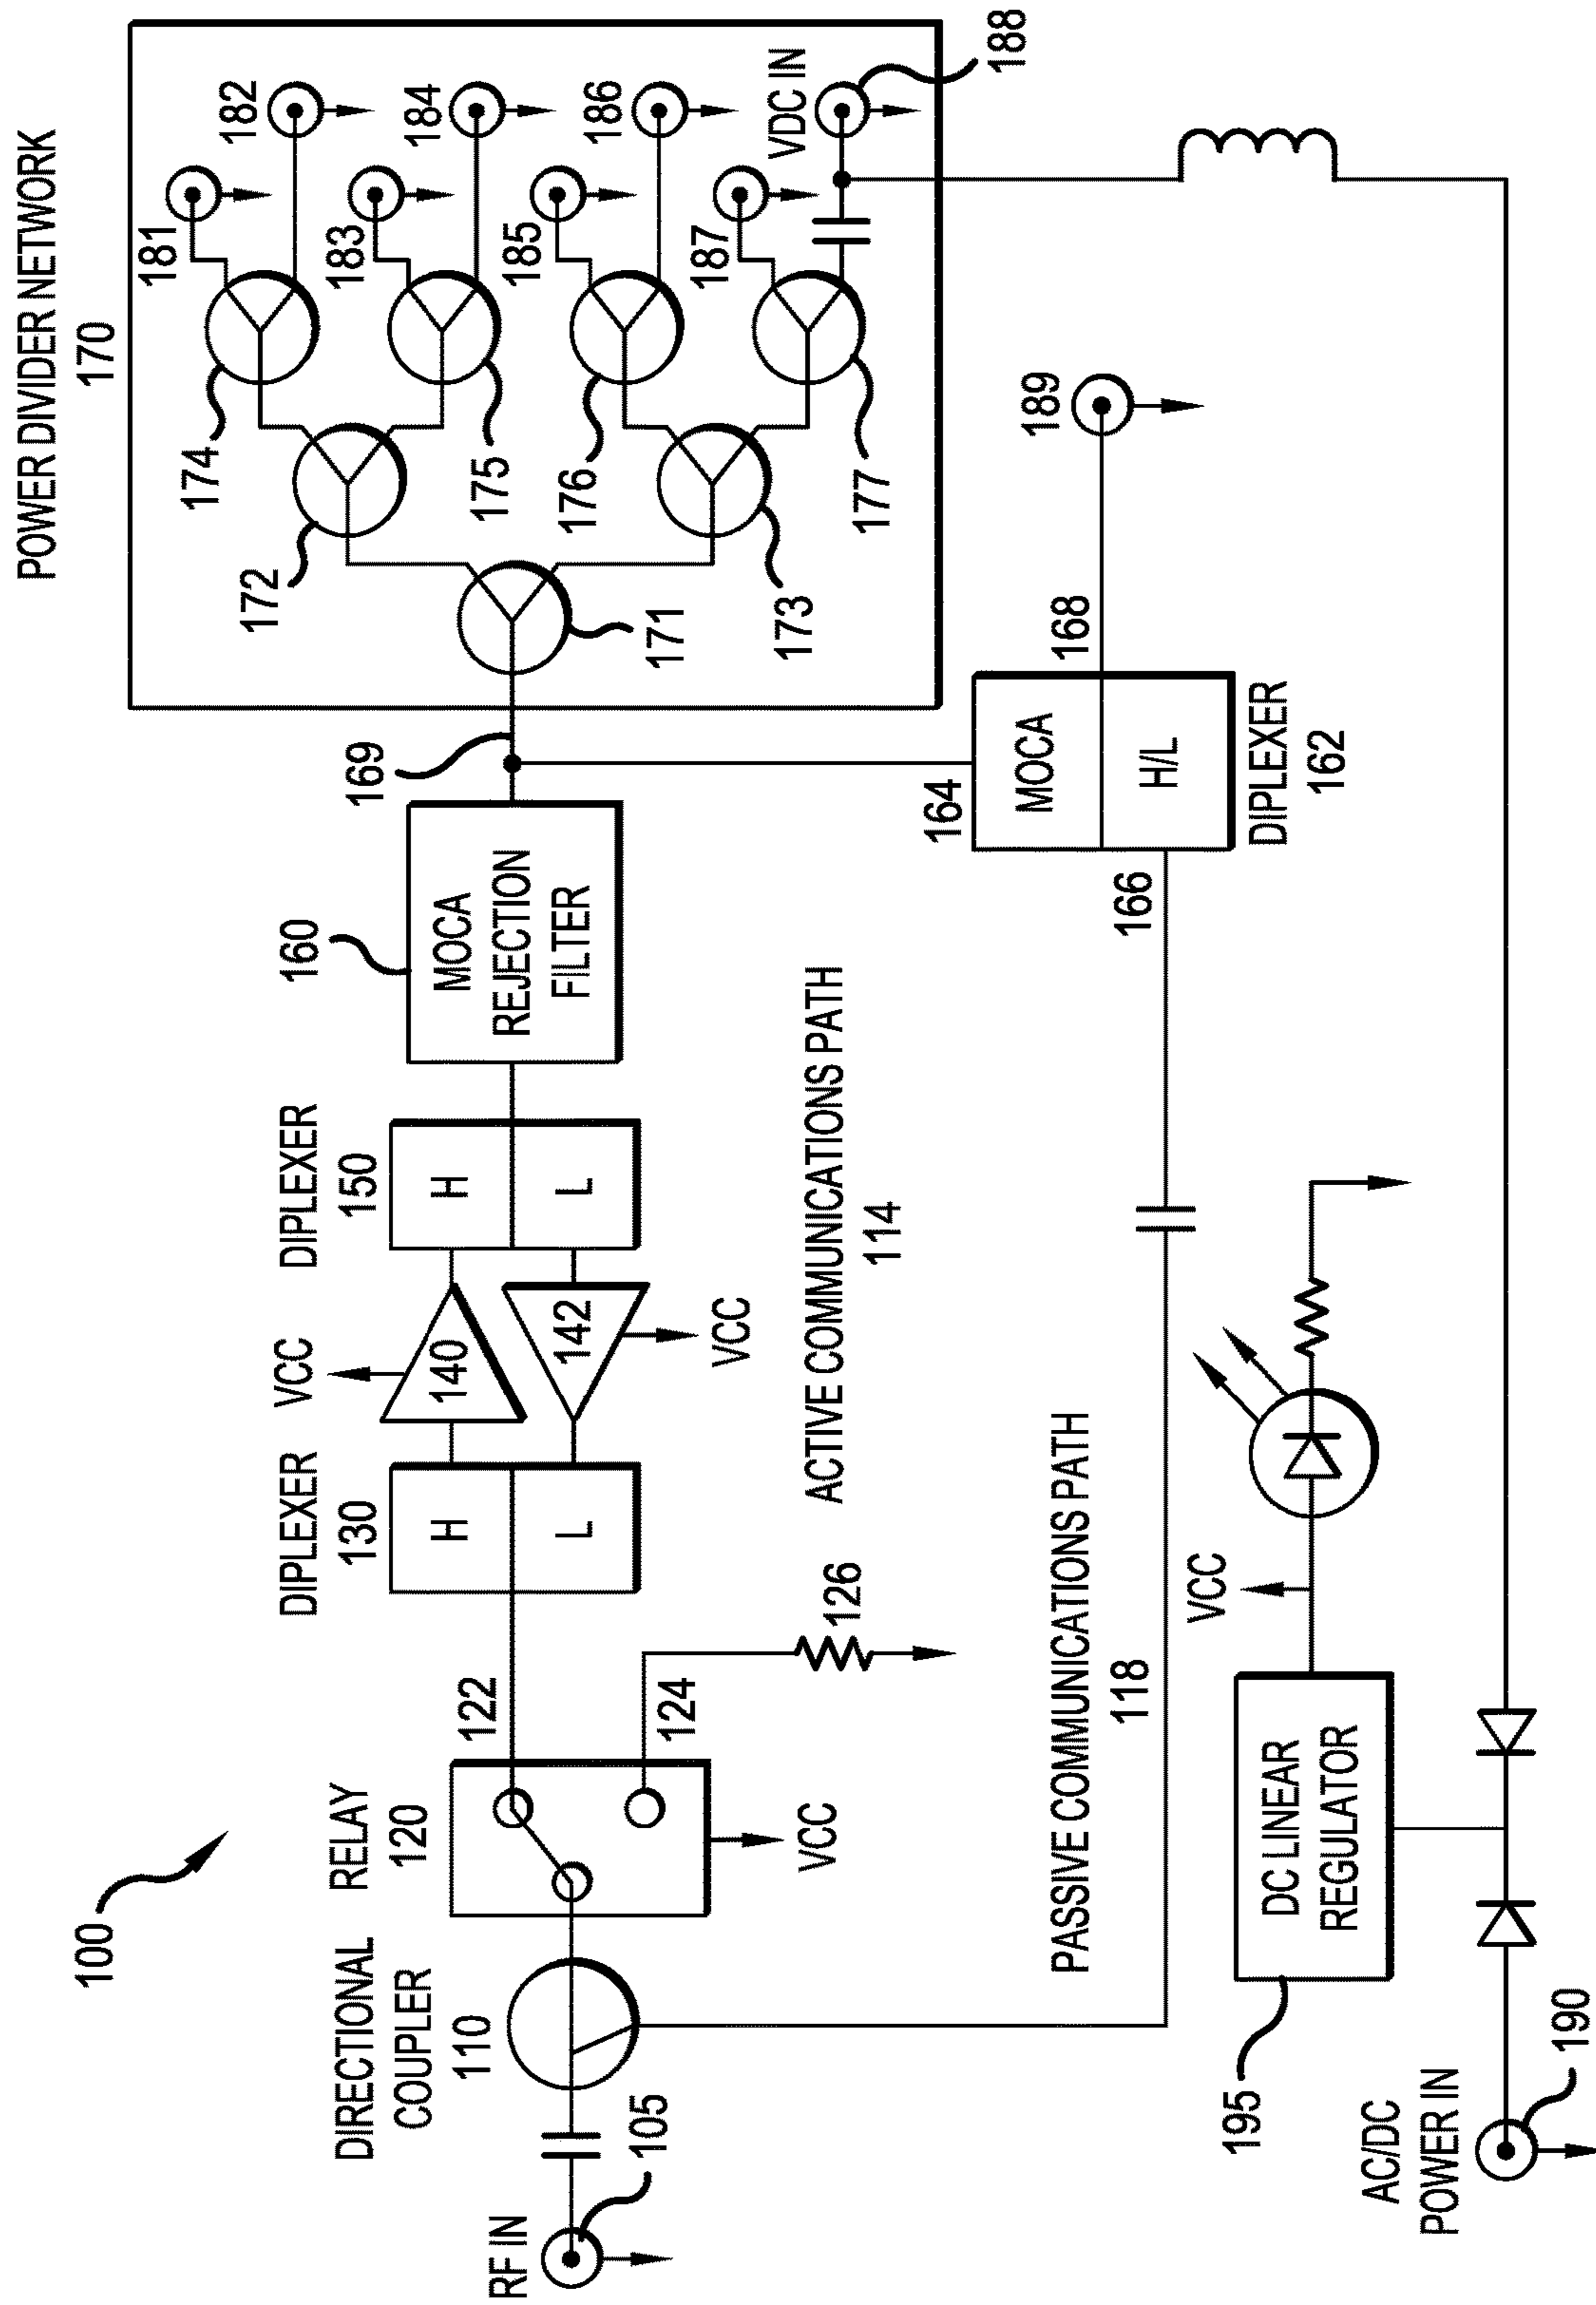 100
POWER DIVIDER NETWORK
170
181
182
183
184
185
186
187
VDC IN
188
174
175
176
177
172
173
171
169
160
MOCA
REJECTION
FILTER
DIPLEXER
150
H
L
VCC
140
142
VCC
DIPLEXER
130
H
L
ACTIVE COMMUNICATIONS PATH
114
122
124
126
RELAY
120
VCC
DIRECTIONAL
COUPLER
110
105
RF IN
PASSIVE COMMUNICATIONS PATH
118
164
MOCA
H/L
166
168
DIPLEXER
162
189
VCC
DC LINEAR
REGULATOR
195
AC/DC
POWER IN
190